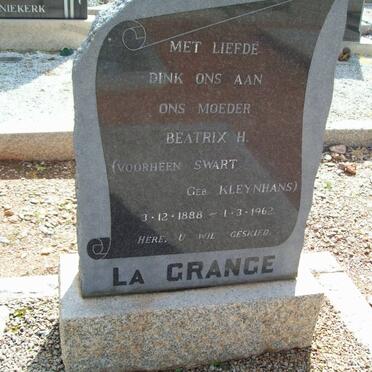 NIEKERK
MET LIEFDE
DINK ONS AAN
ONS MOEDER
BEATRIX H.
(VOORHEEN SWART
GEB. KLEYNHANS)
3-12-1888 - 1-3-1962
HERE, U WIL GESKIED.
LA GRANGE